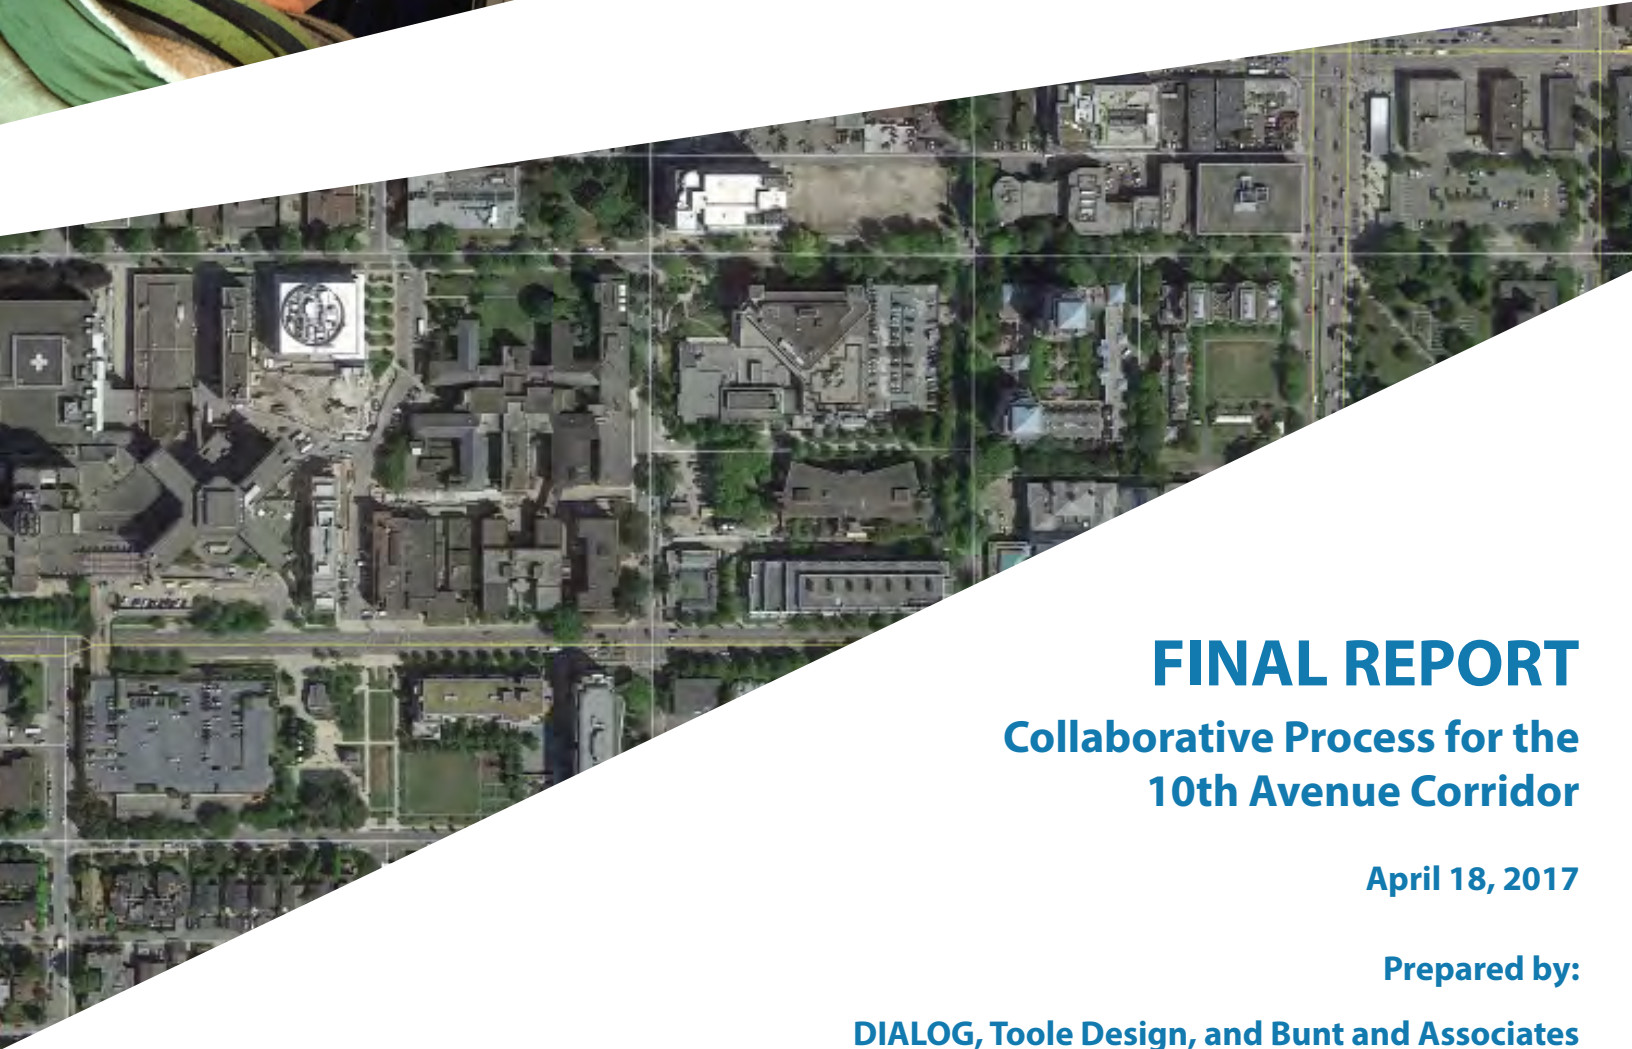 FINAL REPORT
Collaborative Process for the
10th Avenue Corridor
April 18, 2017
Prepared by:
DIALOG, Toole Design, and Bunt and Associates